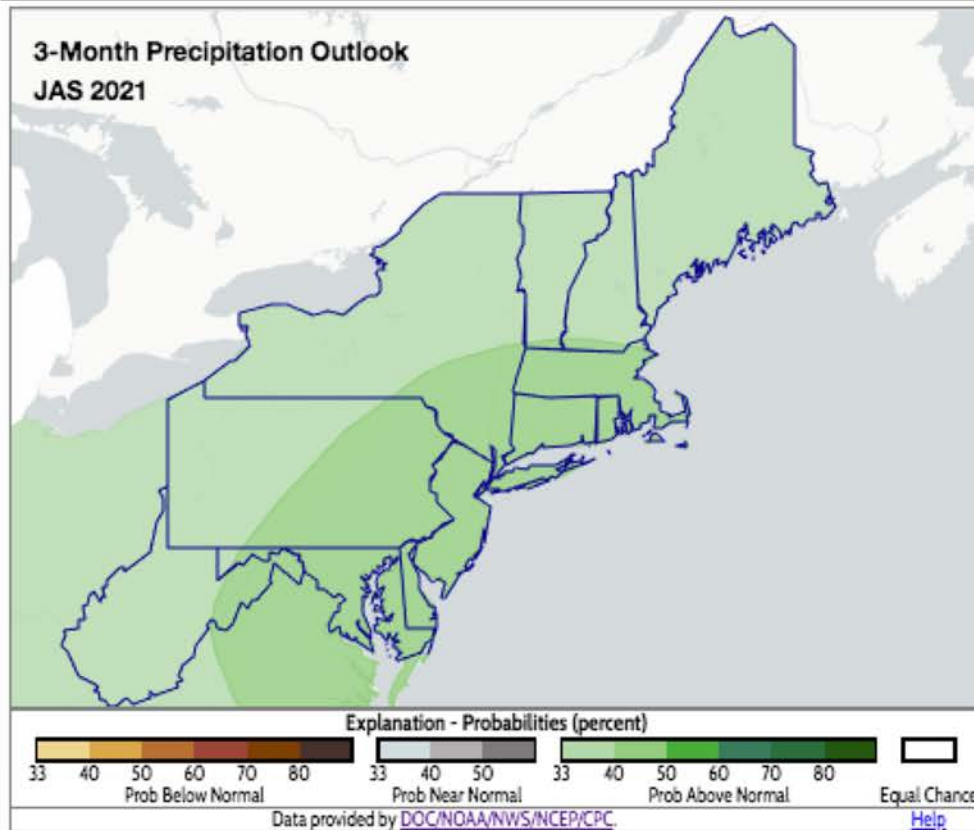 3-Month Precipitation Outlook
JAS 2021
Explanation - Probabilities (percent)
33 40 50 60 70 80 33 40 50 33 40 50 60 70 80
Prob Below Normal Prob Near Normal Prob Above Normal Equal Chance
Data provided by DOC/NOAA/NWS/NCEP/CPC. Help